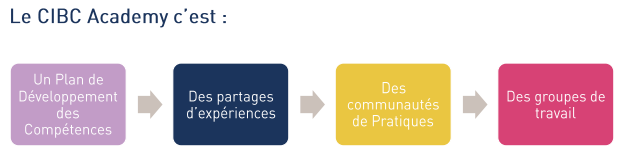 Le CIBC Academy c’est :
Un Plan de
Développement
des
Compétences
Des partages
d’expériences
Des
communautés
de Pratiques
Des groupes de
travail